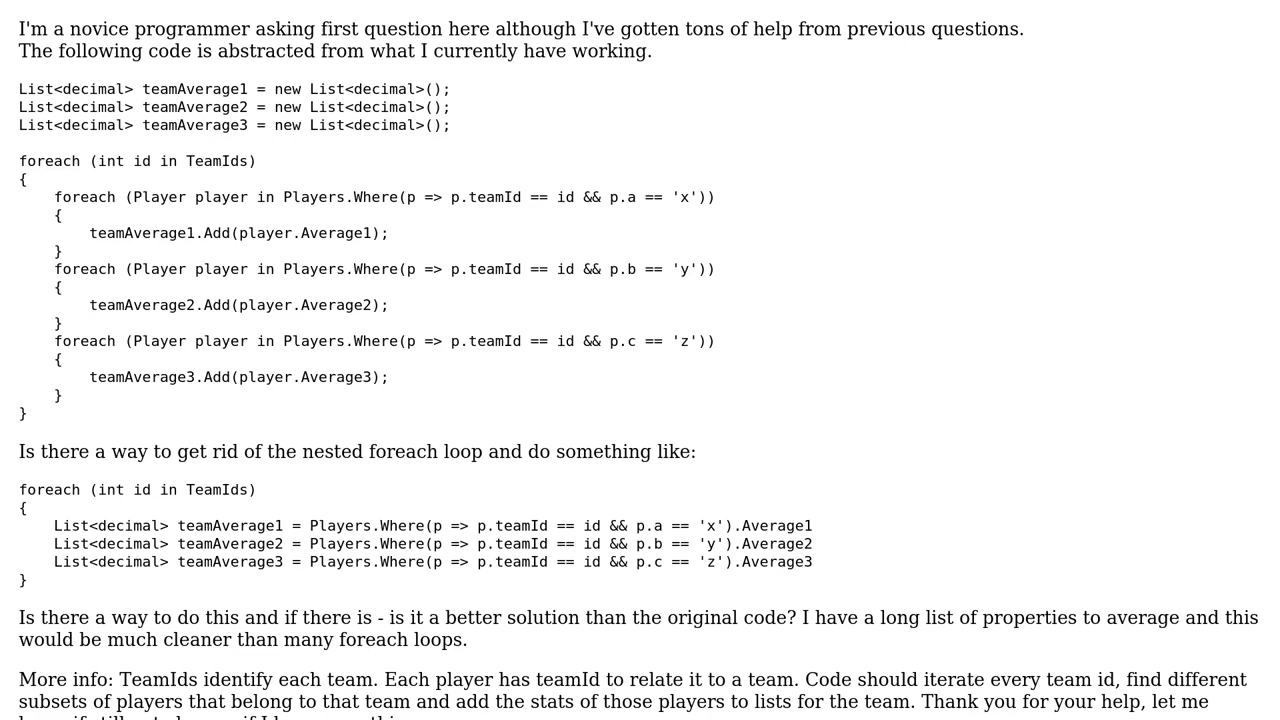 I'm a novice programmer asking first question here although I've gotten tons of help from previous questions.
The following code is abstracted from what I currently have working.
List<decimal> teamAverage1 = new List<decimal>();
List<decimal> teamAverage2 = new List<decimal>();
List<decimal> teamAverage3 = new List<decimal>();
foreach (int id in TeamIds)
{
    foreach (Player player in Players.Where(p => p.teamId == id && p.a == 'x'))
    {
        teamAverage1.Add(player.Average1);
    }
    foreach (Player player in Players.Where(p => p.teamId == id && p.b == 'y'))
    {
        teamAverage2.Add(player.Average2);
    }
    foreach (Player player in Players.Where(p => p.teamId == id && p.c == 'z'))
    {
        teamAverage3.Add(player.Average3);
    }
}
Is there a way to get rid of the nested foreach loop and do something like:
foreach (int id in TeamIds)
{
    List<decimal> teamAverage1 = Players.Where(p => p.teamId == id && p.a == 'x').Average1
    List<decimal> teamAverage2 = Players.Where(p => p.teamId == id && p.b == 'y').Average2
    List<decimal> teamAverage3 = Players.Where(p => p.teamId == id && p.c == 'z').Average3
}
Is there a way to do this and if there is - is it a better solution than the original code? I have a long list of properties to average and this
would be much cleaner than many foreach loops.
More info: TeamIds identify each team. Each player has teamId to relate it to a team. Code should iterate every team id, find different
subsets of players that belong to that team and add the stats of those players to lists for the team. Thank you for your help, let me